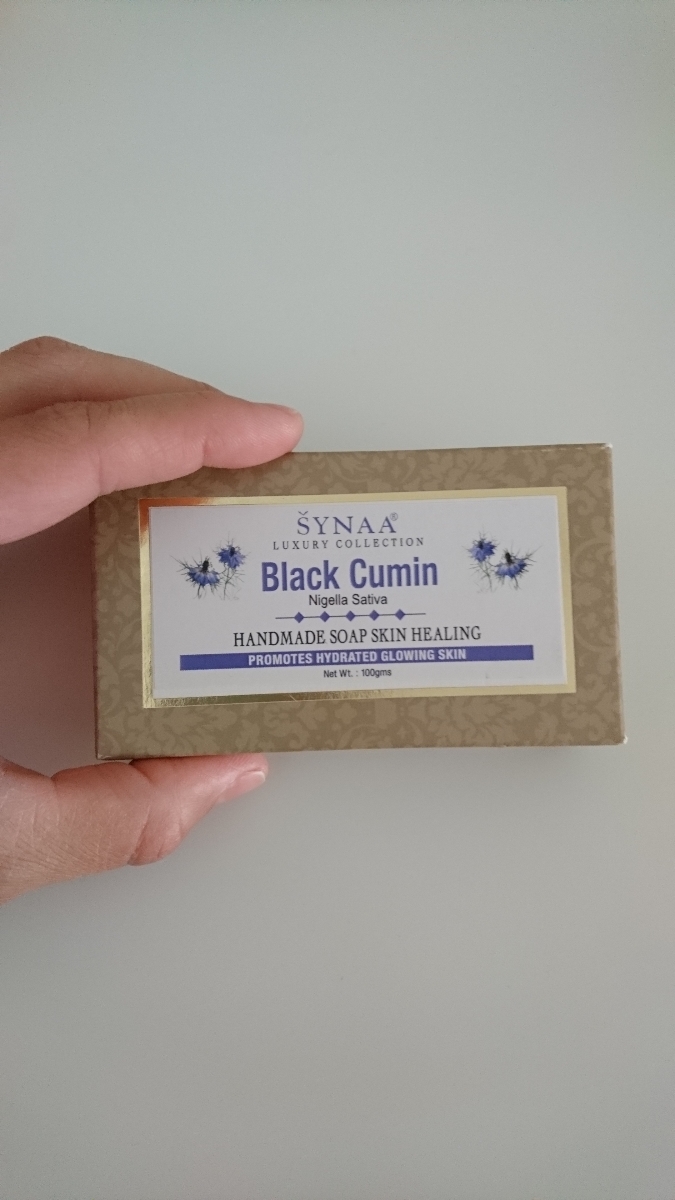 ŠYNAA®
LUXURY COLLECTION
Black Cumin
Nigella Sativa
HANDMADE SOAP SKIN HEALING
PROMOTES HYDRATED GLOWING SKIN
Net Wt. : 100gms